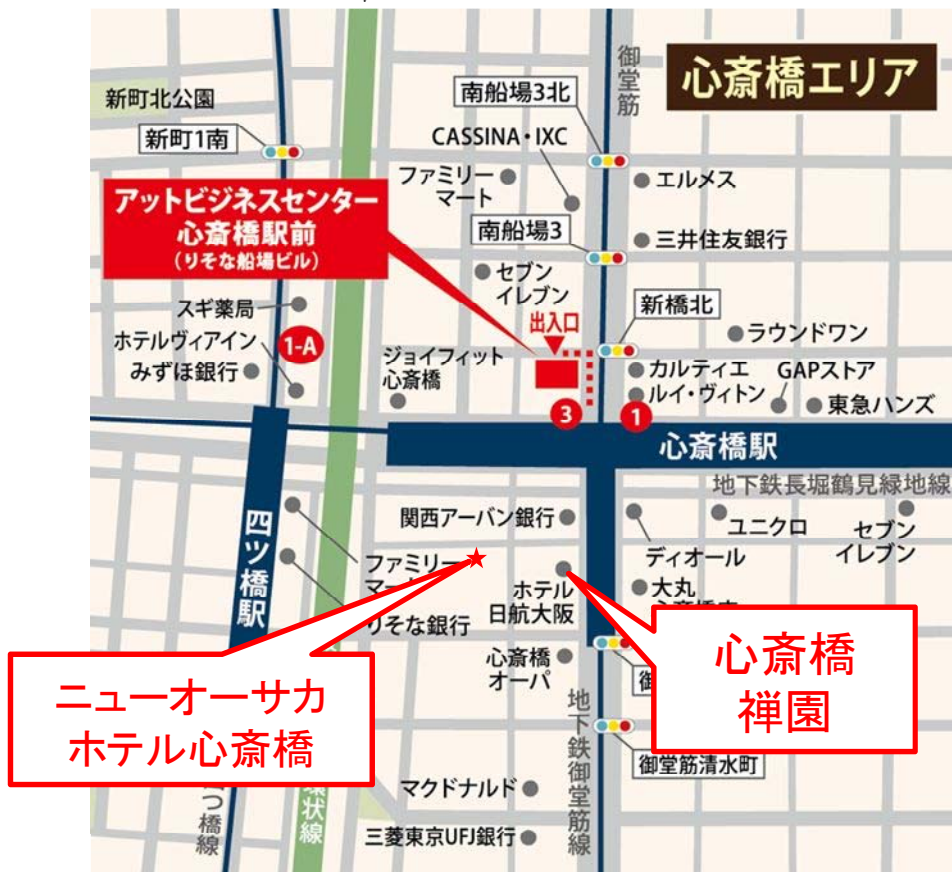 心斎橋エリア
御堂筋
新町北公園
新町1南
南船場3北
CASSINA・IXC
ファミリー
マート
エルメス
アットビジネスセンター
心斎橋駅前
(りそな船場ビル)
南船場3
三井住友銀行
セブン
イレブン
新橋北
スギ薬局
出入口
ラウンドワン
ホテルヴィアイン
1-A
みずほ銀行
ジョイフィット
心斎橋
カルティエ
GAPストア
ルイ・ヴィトン
東急ハンズ
3
1
心斎橋駅
地下鉄長堀鶴見緑地線
関西アーバン銀行
ユニクロ
セブン
イレブン
ディオール
四ツ橋駅
ファミリー
マート
ホテル
日航大阪
大丸
りそな銀行
心斎橋
オーパ
心斎橋
禅園
ニューオーサカ
ホテル心斎橋
御
地下鉄御堂筋線
御堂筋清水町
マクドナルド
つ橋線
環状線
三菱東京UFJ銀行